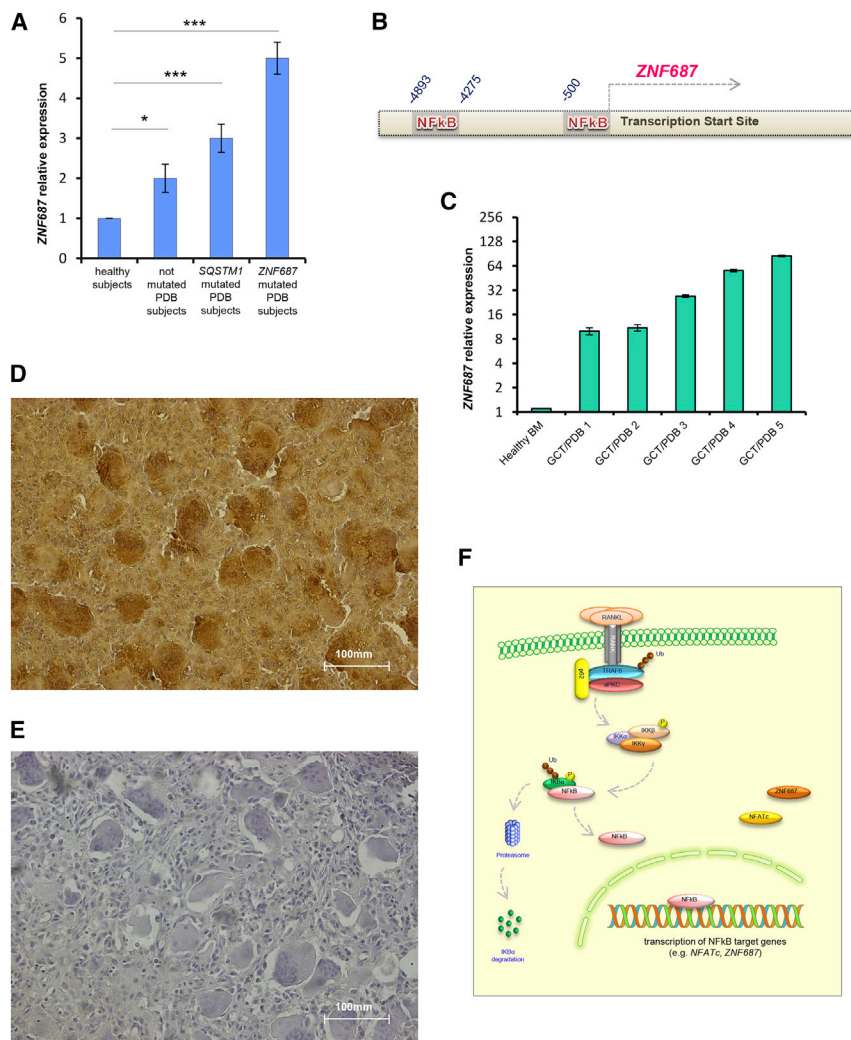 A
ZNF687 relative expression
6
5
4
3
2
1
0
***
***
*
healthy
subjects
not
mutated
PDB
subjects
SQSTM1
mutated
PDB
subjects
ZNF687
mutated
PDB
subjects
B
-4893
-4275
-500
ZNF687
NFkB
NFkB
Transcription Start Site
C
ZNF687 relative expression
256
128
64
32
16
8
4
2
1
Healthy BM
GCT/PDB 1
GCT/PDB 2
GCT/PDB 3
GCT/PDB 4
GCT/PDB 5
D
100mm
E
100mm
F
RANKL
RANK
Ub
p62
TRAF6
aPKC
P
IKKβ
IKKα
IKKγ
Ub
P
IKBα
NFkB
ZNF687
NFATc
NFkB
Proteasome
NFkB
IKBα
degradation
transcription of NFkB target genes
(e.g. NFATc, ZNF687)